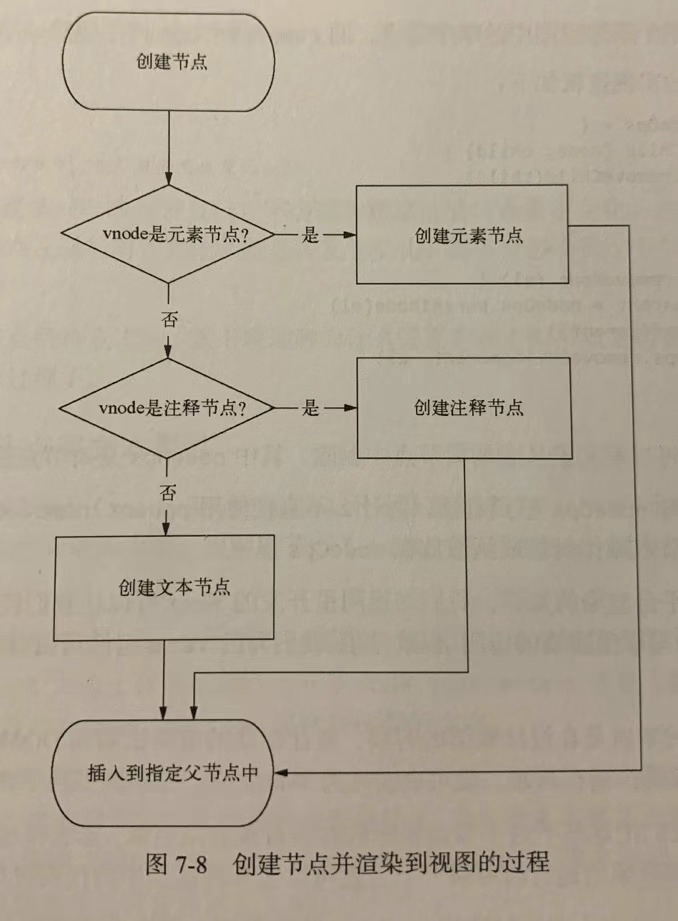 创建节点
vnode是元素节点?
是
创建元素节点
否
vnode是注释节点?
是
创建注释节点
否
创建文本节点
插入到指定父节点中
图 7-8 创建节点并渲染到视图的过程